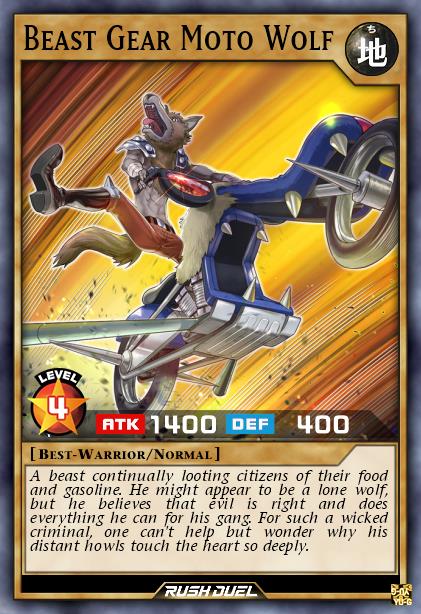 Beast Gear Moto Wolf
ち
地
LEVEL
4
ATK 1400 DEF 400
[Best-Warrior/Normal]
A beast continually looting citizens of their food
and gasoline. He might appear to be a lone wolf,
but he believes that evil is right and does
everything he can for his gang. For such a wicked
criminal, one can't help but wonder why his
distant howls touch the heart so deeply.
RUSH DUEL